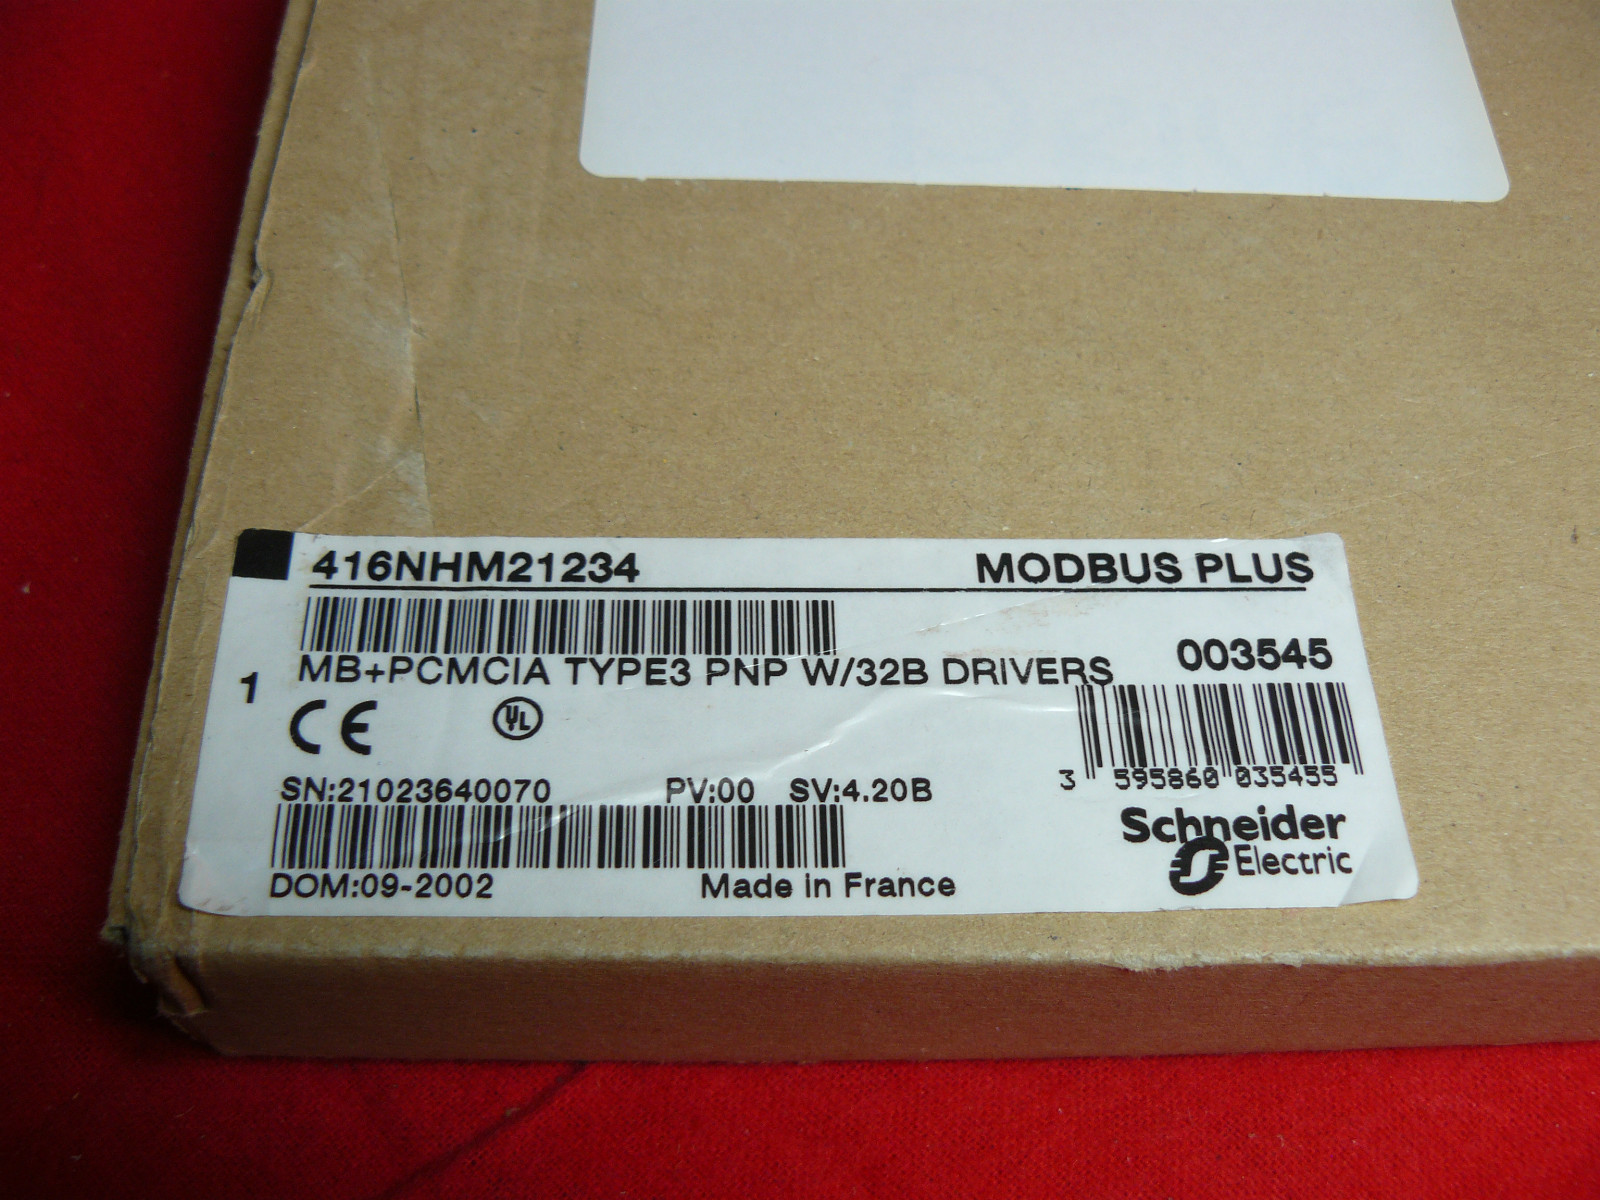 416NHM21234 MODBUS PLUS
MB+PCMCIA TYPE3 PNP W/32B DRIVERS
003545
1
CE UL
3 595860 035455
SN:21023640070 PV:00 SV:4.20B
Schneider
Electric
DOM:09-2002 Made in France